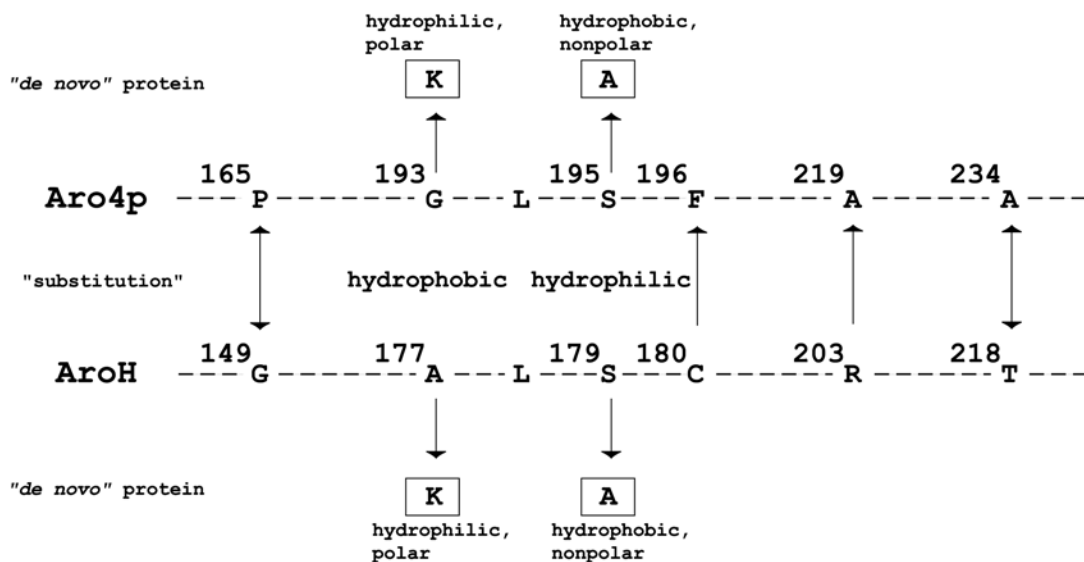 hydrophilic, hydrophobic,
polar nonpolar
"de novo" protein K A
165 193 195 196 219 234
Aro4p P G L S F A A
"substitution" hydrophobic hydrophilic
149 177 179 180 203 218
AroH G A L S C R T
"de novo" protein K A
hydrophilic, hydrophobic,
polar nonpolar